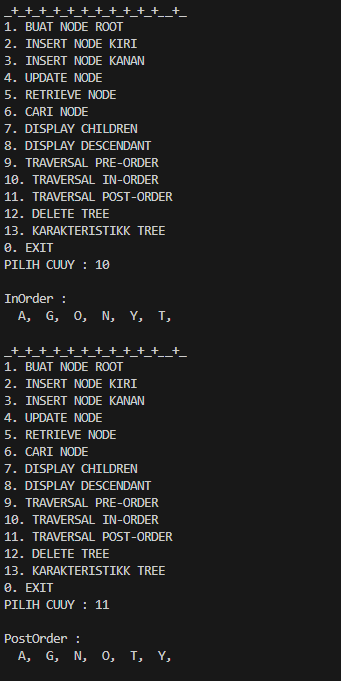 _+_+_+_+_+_+_+_+_+_+_+__+_
1. BUAT NODE ROOT
2. INSERT NODE KIRI
3. INSERT NODE KANAN
4. UPDATE NODE
5. RETRIEVE NODE
6. CARI NODE
7. DISPLAY CHILDREN
8. DISPLAY DESCENDANT
9. TRAVERSAL PRE-ORDER
10. TRAVERSAL IN-ORDER
11. TRAVERSAL POST-ORDER
12. DELETE TREE
13. KARAKTERISTIKK TREE
0. EXIT
PILIH CUUY : 10
InOrder :
A, G, O, N, Y, T,
_+_+_+_+_+_+_+_+_+_+_+__+_
1. BUAT NODE ROOT
2. INSERT NODE KIRI
3. INSERT NODE KANAN
4. UPDATE NODE
5. RETRIEVE NODE
6. CARI NODE
7. DISPLAY CHILDREN
8. DISPLAY DESCENDANT
9. TRAVERSAL PRE-ORDER
10. TRAVERSAL IN-ORDER
11. TRAVERSAL POST-ORDER
12. DELETE TREE
13. KARAKTERISTIKK TREE
0. EXIT
PILIH CUUY : 11
PostOrder :
A, G, N, O, T, Y,